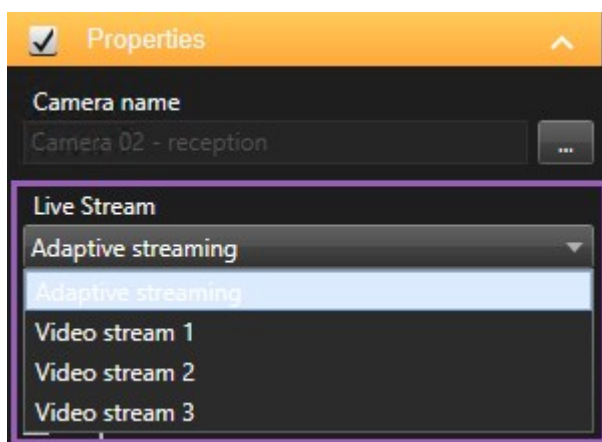 Properties
Camera name
Camera 02 - reception
...
Live Stream
Adaptive streaming
Adaptive streaming
Video stream 1
Video stream 2
Video stream 3